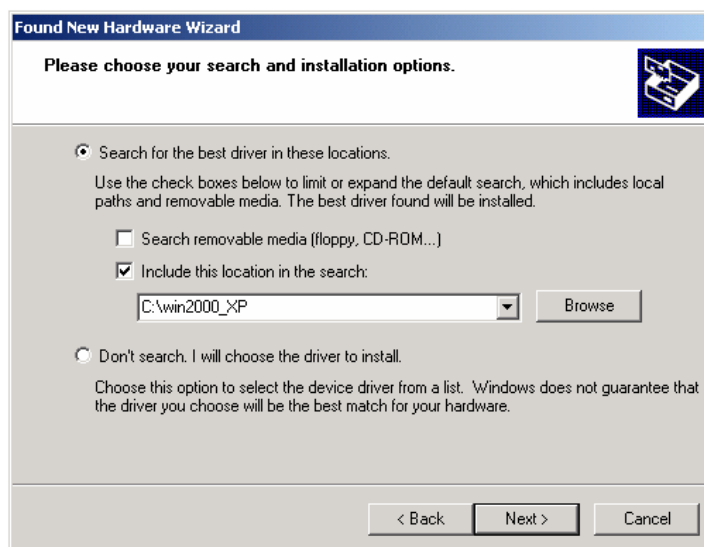 Found New Hardware Wizard
Please choose your search and installation options.
Search for the best driver in these locations.
Use the check boxes below to limit or expand the default search, which includes local
paths and removable media. The best driver found will be installed.
Search removable media (floppy, CD-ROM...)
Include this location in the search:
C:\win2000_XP
Browse
Don't search. I will choose the driver to install.
Choose this option to select the device driver from a list.  Windows does not guarantee that
the driver you choose will be the best match for your hardware.
< Back
Next >
Cancel